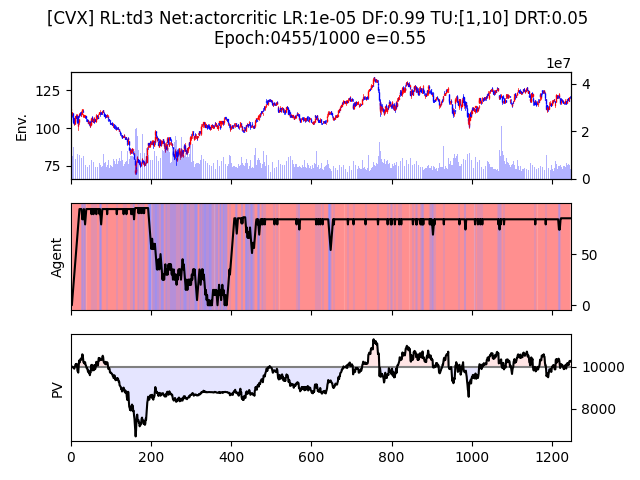 [CVX] RL:td3 Net:actorcritic LR:1e-05 DF:0.99 TU:[1,10] DRT:0.05
Epoch:0455/1000 e=0.55
1e7
125
100
75
Env.
4
2
0
Agent
50
0
PV
10000
8000
0
200
400
600
800
1000
1200